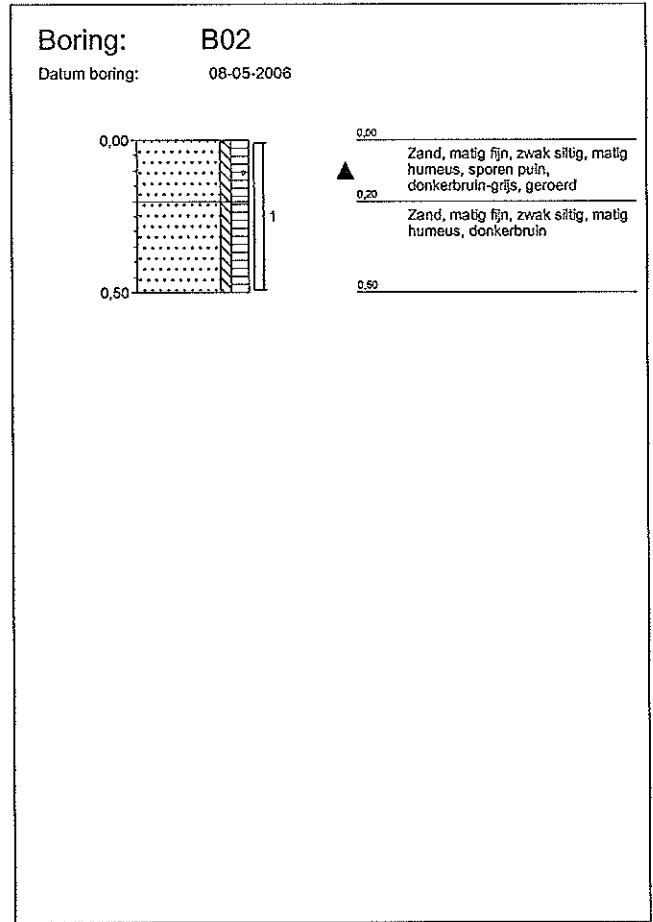 Boring: B02
Datum boring: 08-05-2006
0,00
0,50
1
0,00
Zand, matig fijn, zwak siltig, matig
humeus, sporen puin,
donkerbruin-grijs, geroerd
0,20
Zand, matig fijn, zwak siltig, matig
humeus, donkerbruin
0,50